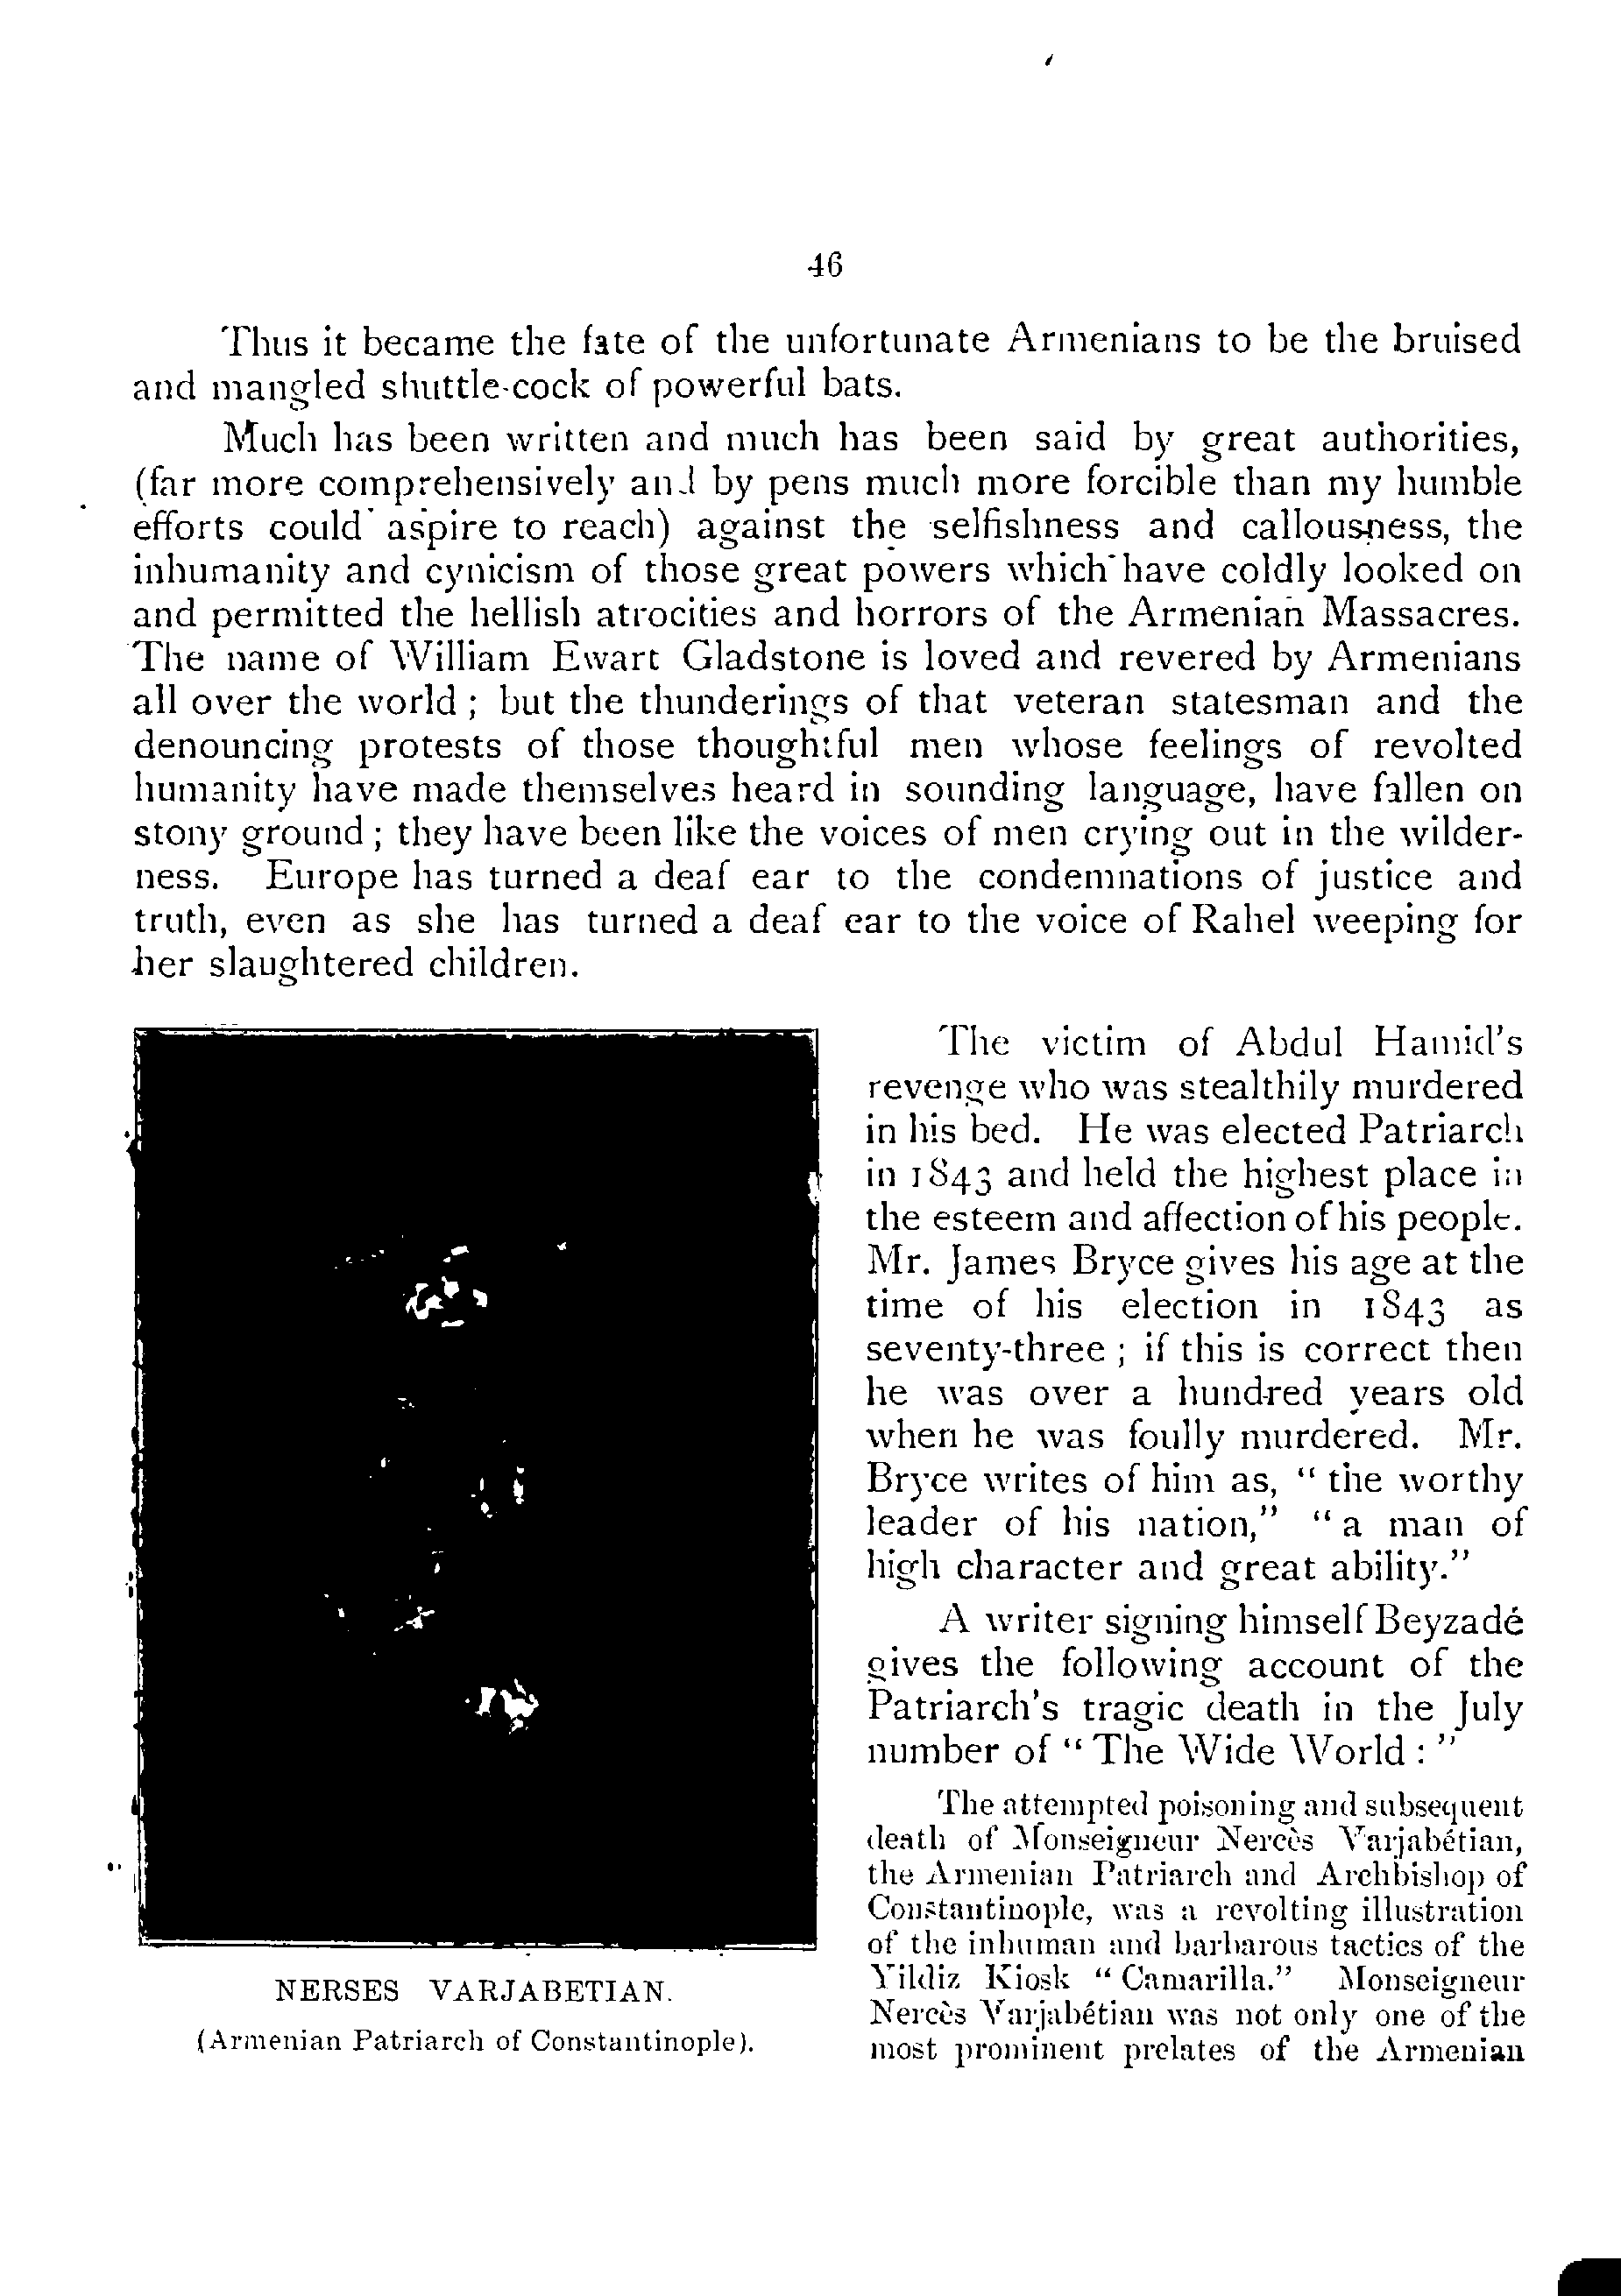 46
Thus it became the fate of the unfortunate Armenians to be the bruised
and mangled shuttle-cock of powerful bats.
Much has been written and much has been said by great authorities,
(far more comprehensively and by pens much more forcible than my humble
efforts could aspire to reach) against the selfishness and callousness, the
inhumanity and cynicism of those great powers which have coldly looked on
and permitted the hellish atrocities and horrors of the Armenian Massacres.
The name of William Ewart Gladstone is loved and revered by Armenians
all over the world ; but the thunderings of that veteran statesman and the
denouncing protests of those thoughtful men whose feelings of revolted
humanity have made themselves heard in sounding language, have fallen on
stony ground ; they have been like the voices of men crying out in the wilder-
ness. Europe has turned a deaf ear to the condemnations of justice and
truth, even as she has turned a deaf ear to the voice of Rahel weeping for
her slaughtered children.
The victim of Abdul Hamid's
revenge who was stealthily murdered
in his bed. He was elected Patriarch
in 1843 and held the highest place in
the esteem and affection of his people.
Mr. James Bryce gives his age at the
time of his election in 1843 as
seventy-three ; if this is correct then
he was over a hundred years old
when he was foully murdered. Mr.
Bryce writes of him as, " the worthy
leader of his nation," " a man of
high character and great ability."
A writer signing himself Beyzadé
gives the following account of the
Patriarch's tragic death in the July
number of " The Wide World : "
The attempted poisoning and subsequent
death of Monseigneur Nercès Varjabétian,
the Armenian Patriarch and Archbishop of
Constantinople, was a revolting illustration
of the inhuman and barbarous tactics of the
Yildiz Kiosk " Camarilla." Monseigneur
Nercès Varjabétian was not only one of the
most prominent prelates of the Armenian
NERSES VARJABETIAN.
(Armenian Patriarch of Constantinople).